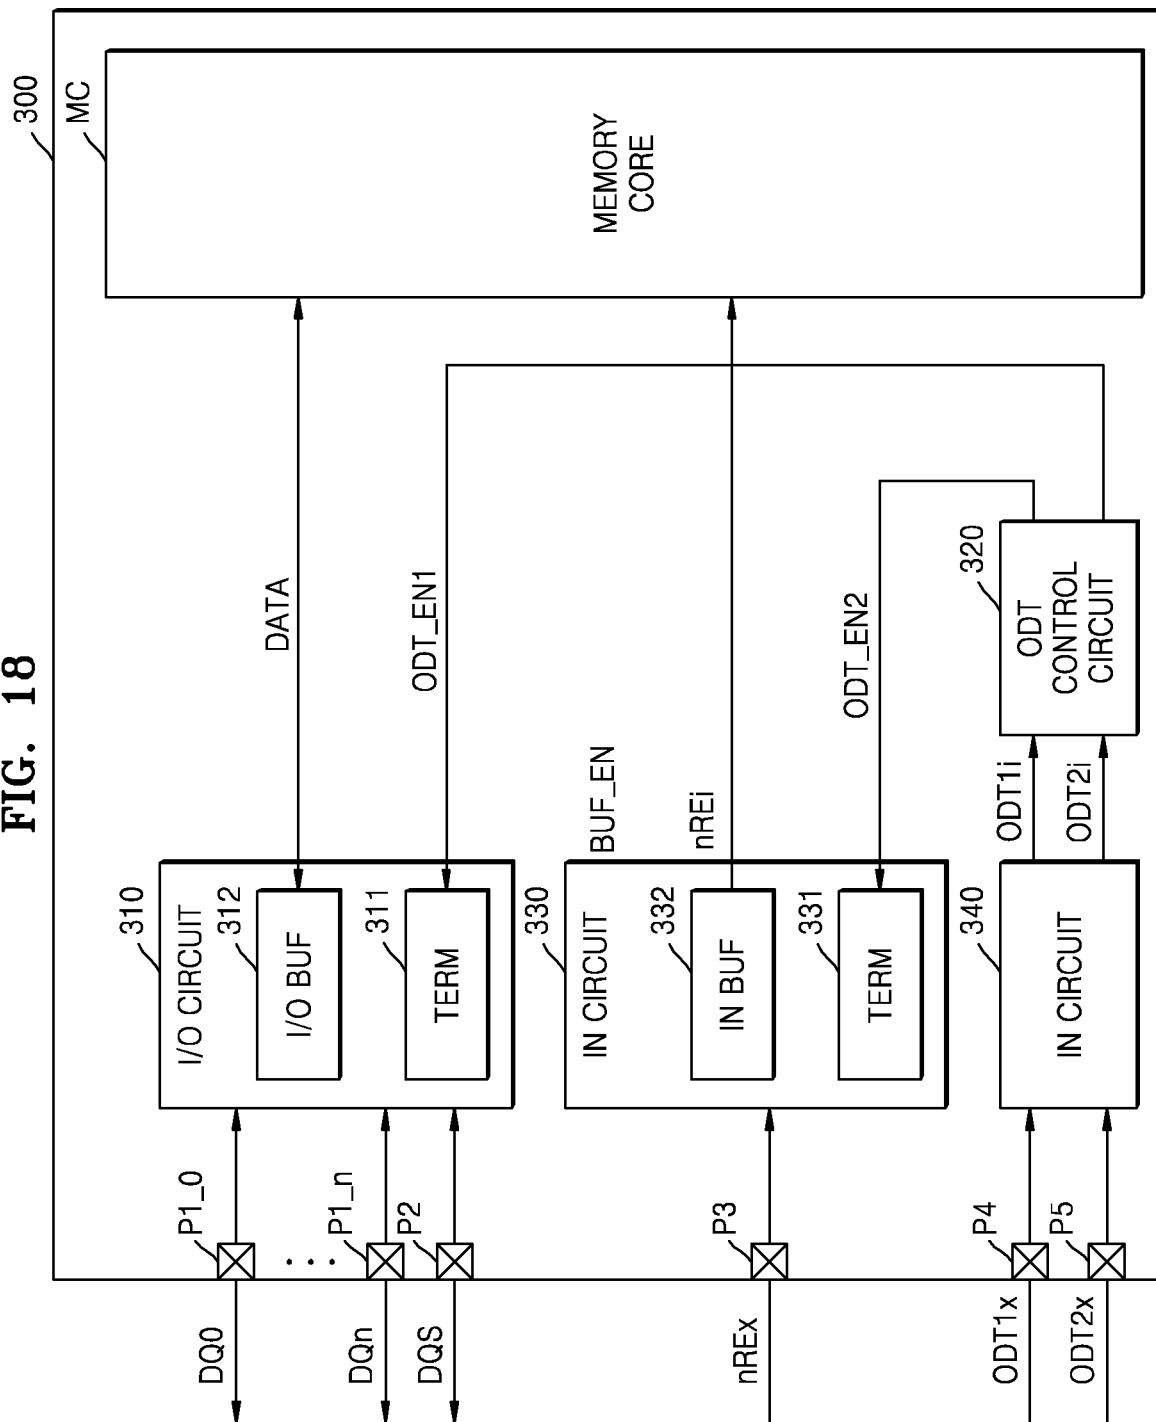 FIG. 18
300
MC
MEMORY
CORE
310
I/O CIRCUIT
312
I/O BUF
311
TERM
DATA
ODT_EN1
P1_0
DQ0
. . .
P1_n
DQn
P2
DQS
330
IN CIRCUIT
BUF_EN
332
IN BUF
nREi
331
TERM
ODT_EN2
P3
nREx
340
IN CIRCUIT
ODT1i
ODT2i
320
ODT
CONTROL
CIRCUIT
P4
ODT1x
P5
ODT2x